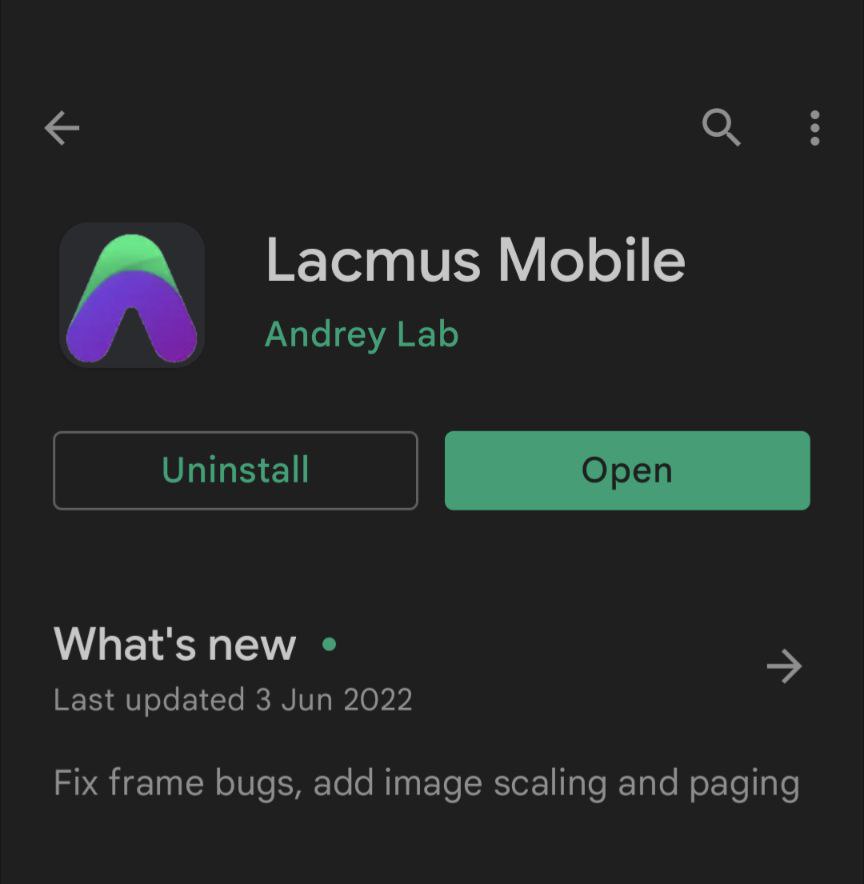 Lacmus Mobile
Andrey Lab
Uninstall
Open
What's new
Last updated 3 Jun 2022
Fix frame bugs, add image scaling and paging